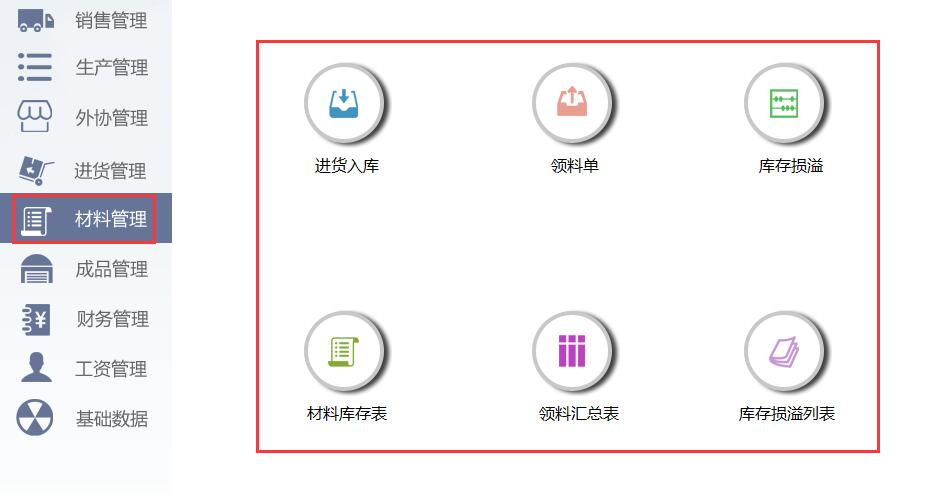 销售管理
生产管理
外协管理
进货管理
材料管理
成品管理
财务管理
工资管理
基础数据
进货入库
领料单
库存损溢
材料库存表
领料汇总表
库存损溢列表